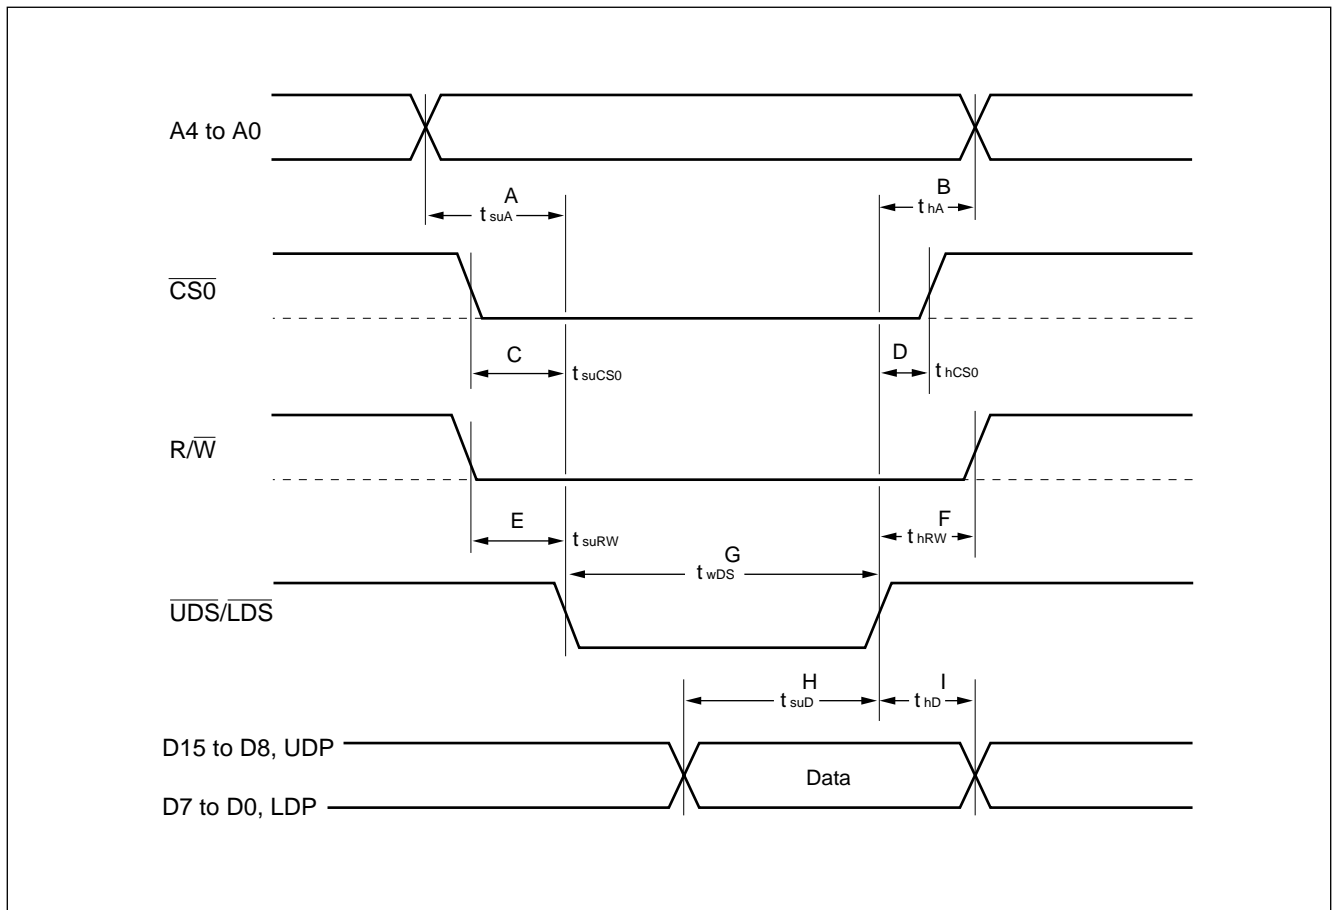 A4 to A0
A
t suA
B
t hA
CS0
C
t suCS0
D
t hCS0
R/W
E
t suRW
F
t hRW
G
t wDS
UDS/LDS
H
t suD
I
t hD
D15 to D8, UDP
Data
D7 to D0, LDP